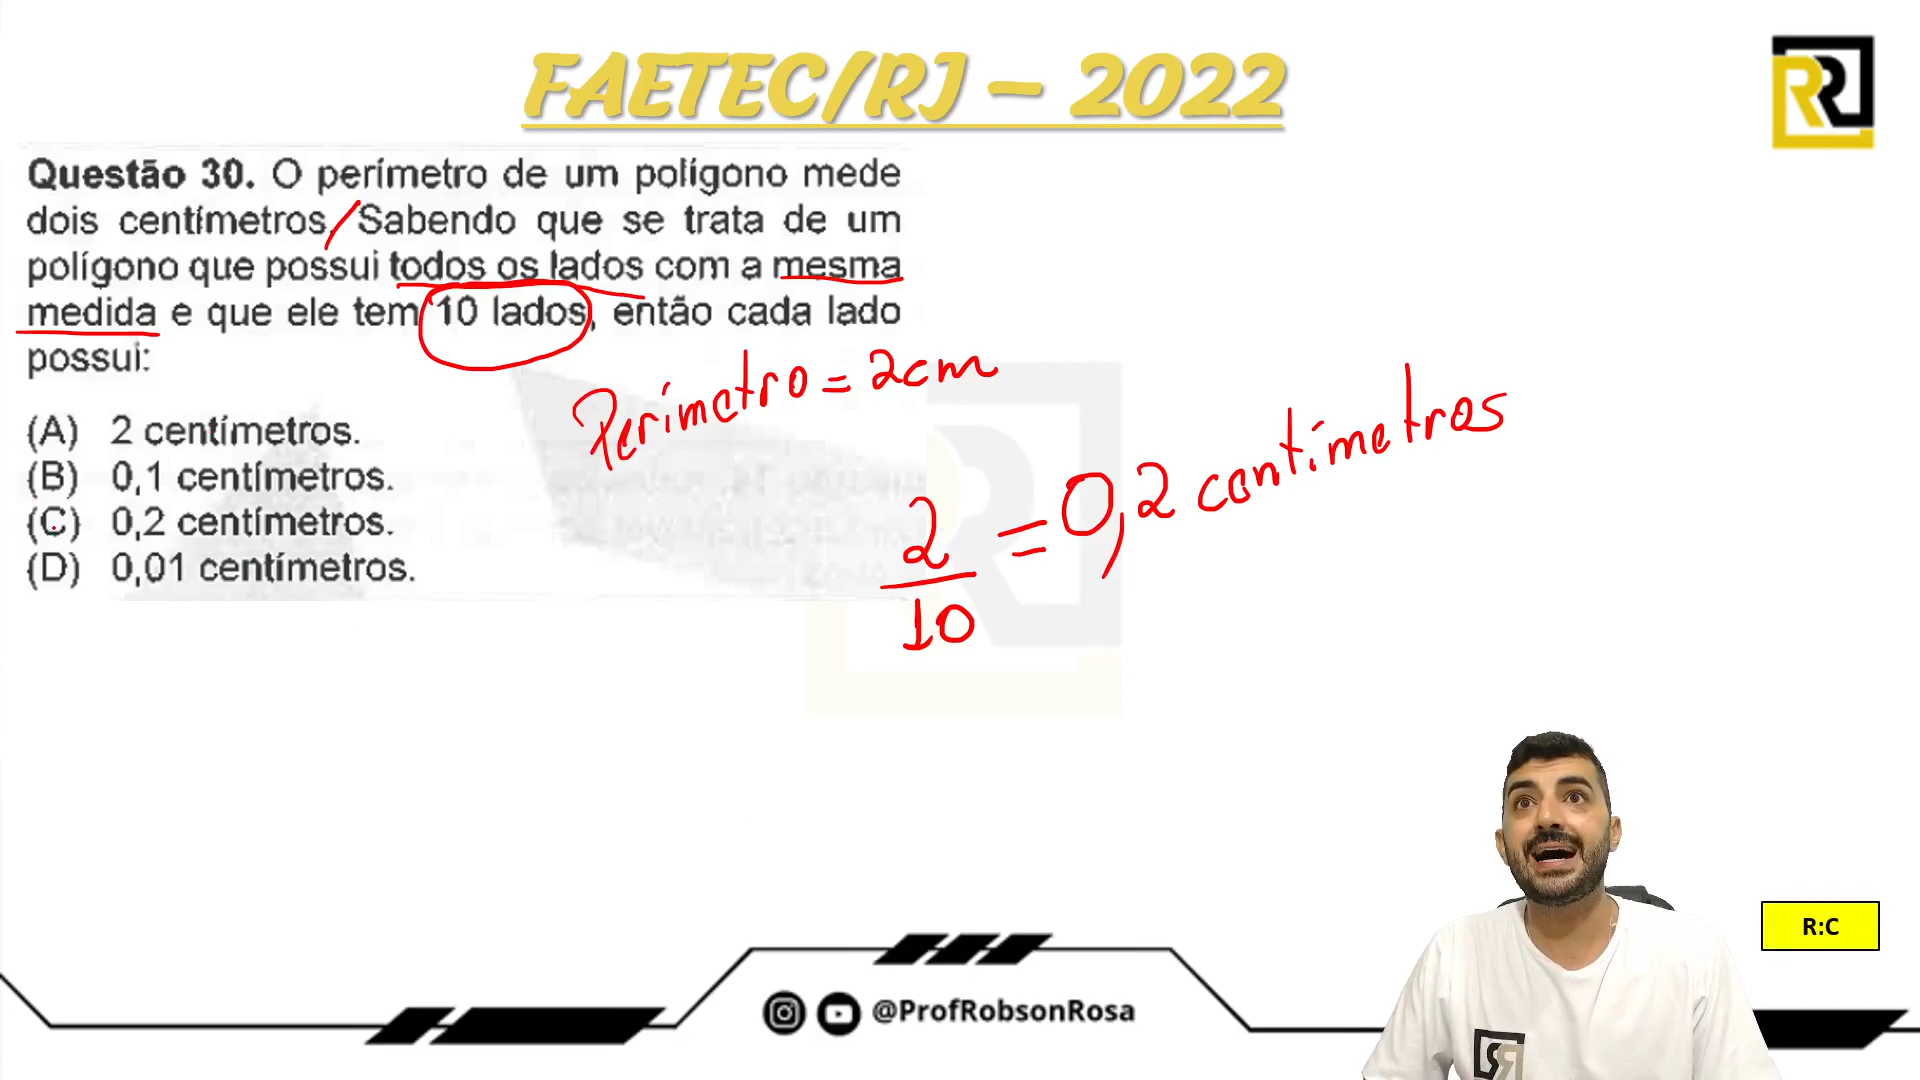 FAETEC/RJ – 2022
Questão 30. O perímetro de um polígono mede
dois centímetros. Sabendo que se trata de um
polígono que possui todos os lados com a mesma
medida e que ele tem 10 lados, então cada lado
possui:
(A) 2 centímetros.
(B) 0,1 centímetros.
(C) 0,2 centímetros.
(D) 0,01 centímetros.
Perímetro = 2cm
2
10
= 0,2 centímetros
R:C
@ProfRobsonRosa